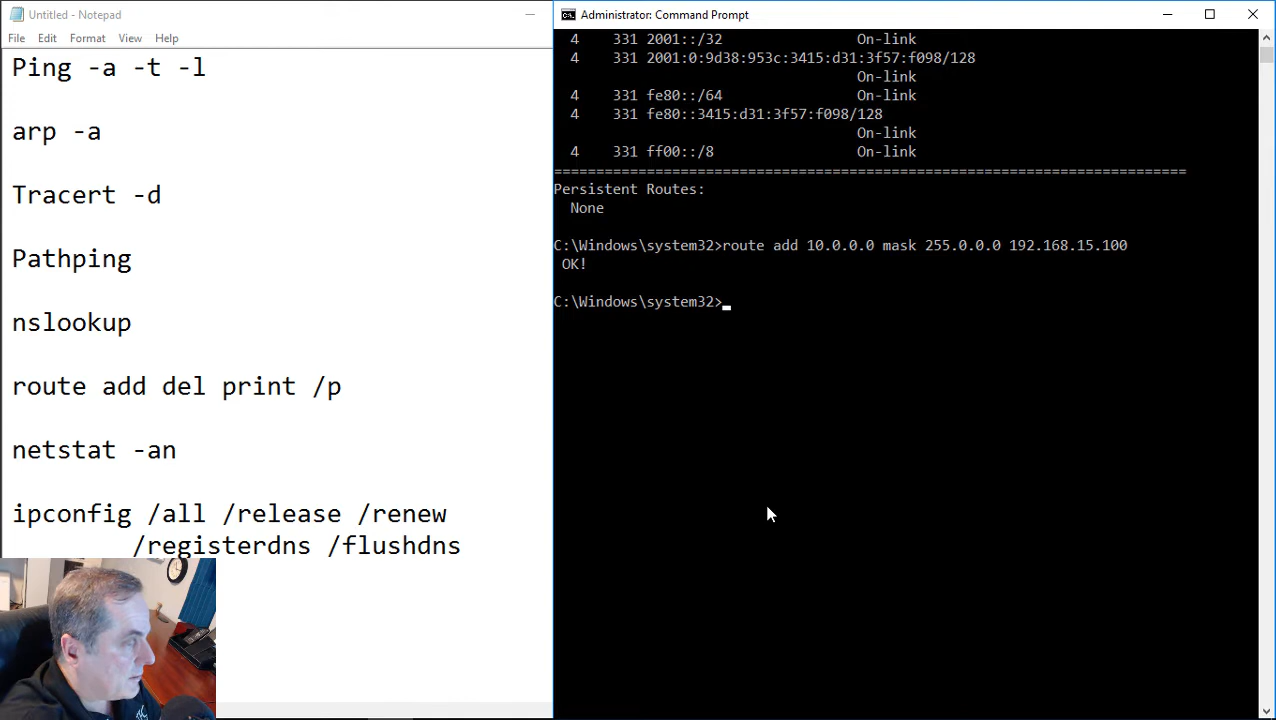 Untitled - Notepad
File Edit Format View Help
Ping -a -t -l
arp -a
Tracert -d
Pathping
nslookup
route add del print /p
netstat -an
ipconfig /all /release /renew
/registerdns /flushdns
Administrator: Command Prompt
4 331 2001::/32 On-link
4 331 2001:0:9d38:953c:3415:d31:3f57:f098/128
On-link
4 331 fe80::/64 On-link
4 331 fe80::3415:d31:3f57:f098/128
On-link
4 331 ff00::/8 On-link
===========================================================================
Persistent Routes:
None
C:\Windows\system32>route add 10.0.0.0 mask 255.0.0.0 192.168.15.100
OK!
C:\Windows\system32>